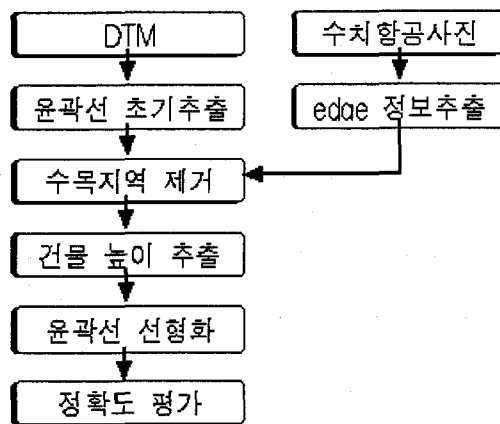 DTM
수치항공사진
윤곽선 초기추출
edge 정보추출
수목지역 제거
건물 높이 추출
윤곽선 선형화
정확도 평가